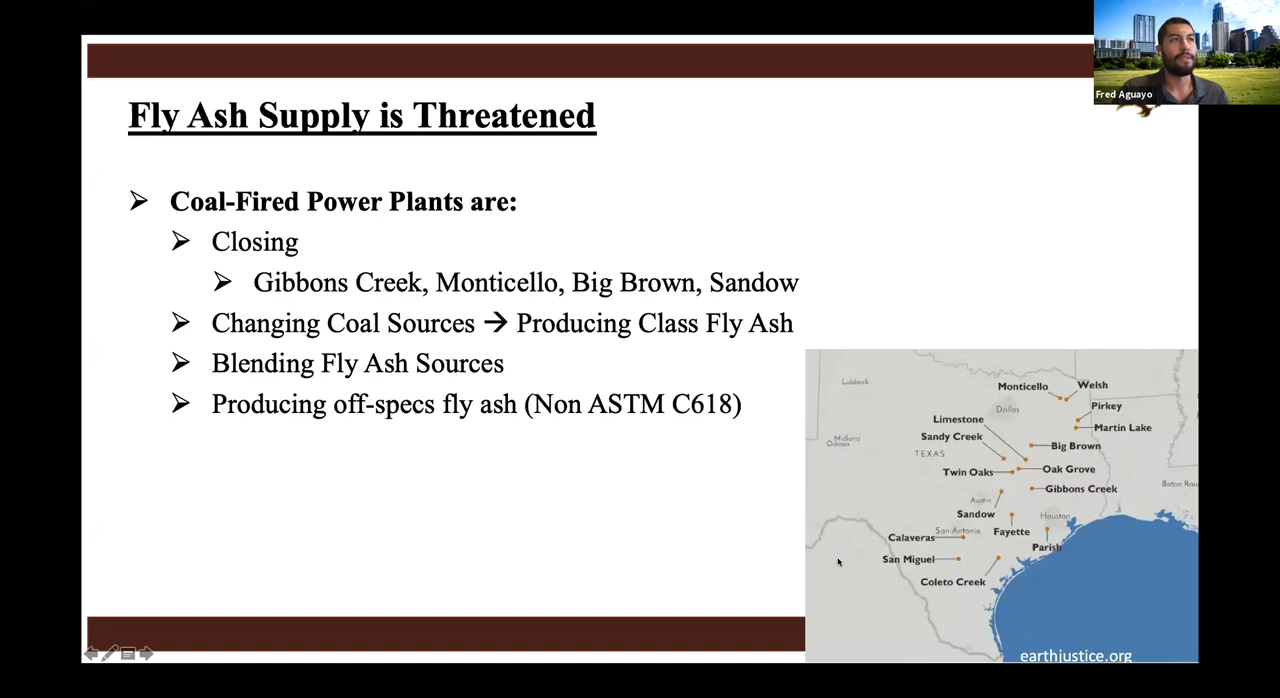 Fred Aguayo
Fly Ash Supply is Threatened
Coal-Fired Power Plants are:
Closing
Gibbons Creek, Monticello, Big Brown, Sandow
Changing Coal Sources → Producing Class Fly Ash
Blending Fly Ash Sources
Producing off-specs fly ash (Non ASTM C618)
Lubbock
Monticello
Welsh
Dallas
Pirkey
Limestone
Martin Lake
Sandy Creek
Midland
Odessa
Big Brown
TEXAS
Twin Oaks
Oak Grove
Gibbons Creek
Baton Rou
Austin
Sandow
Houston
Fayette
San Antonio
Calaveras
Parish
San Miguel
Coleto Creek
earthjustice.org